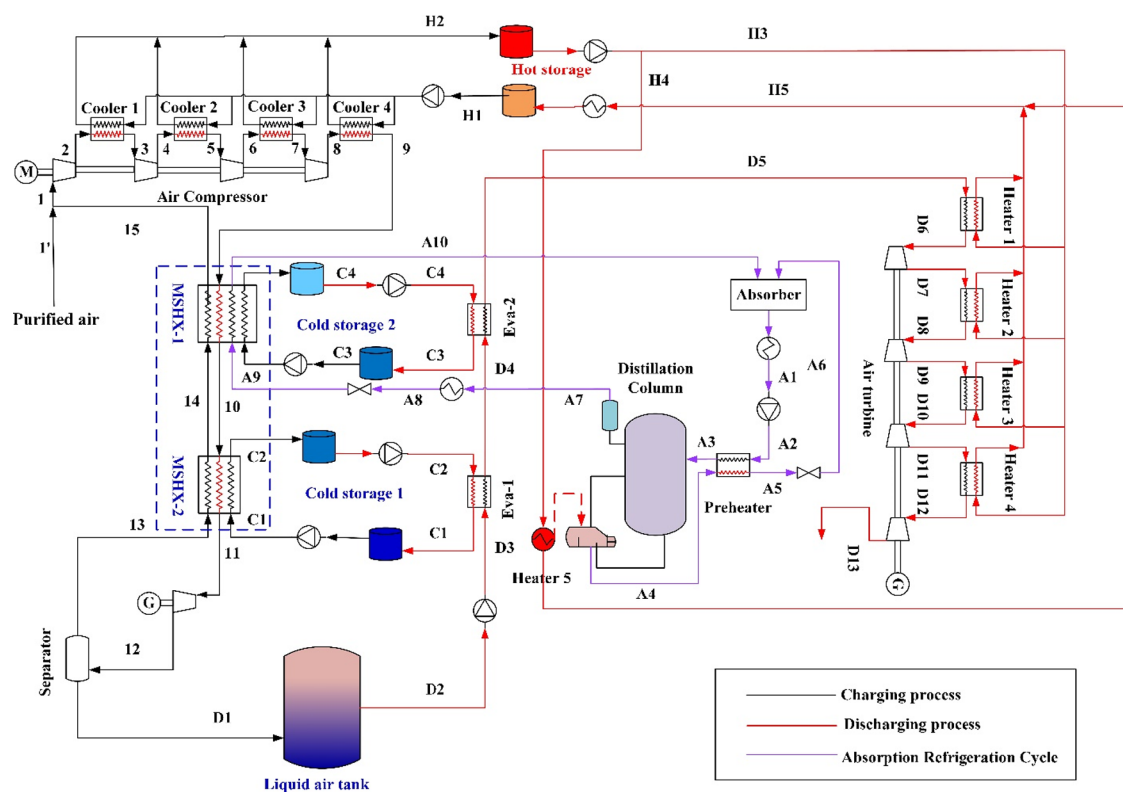 H2
II3
Hot storage
H4
H1
II5
Cooler 1
Cooler 2
Cooler 3
Cooler 4
2
3
4
5
6
7
8
9
M
1
Air Compressor
D5
15
1'
A10
Purified air
MSHX-1
C4
C4
Cold storage 2
Eva-2
C3
C3
D4
A9
14
10
A8
A7
Absorber
A1
A6
Distillation
Column
A3
A2
A5
Preheater
A4
Heater 5
Heater 1
D6
D7
Heater 2
D8
D9
D10
Heater 3
Air turbine
D11
D12
Heater 4
D13
G
MSHX-2
C2
C2
Cold storage 1
Eva-1
C1
C1
D3
13
11
G
12
Separator
D1
D2
Liquid air tank
Charging process
Discharging process
Absorption Refrigeration Cycle